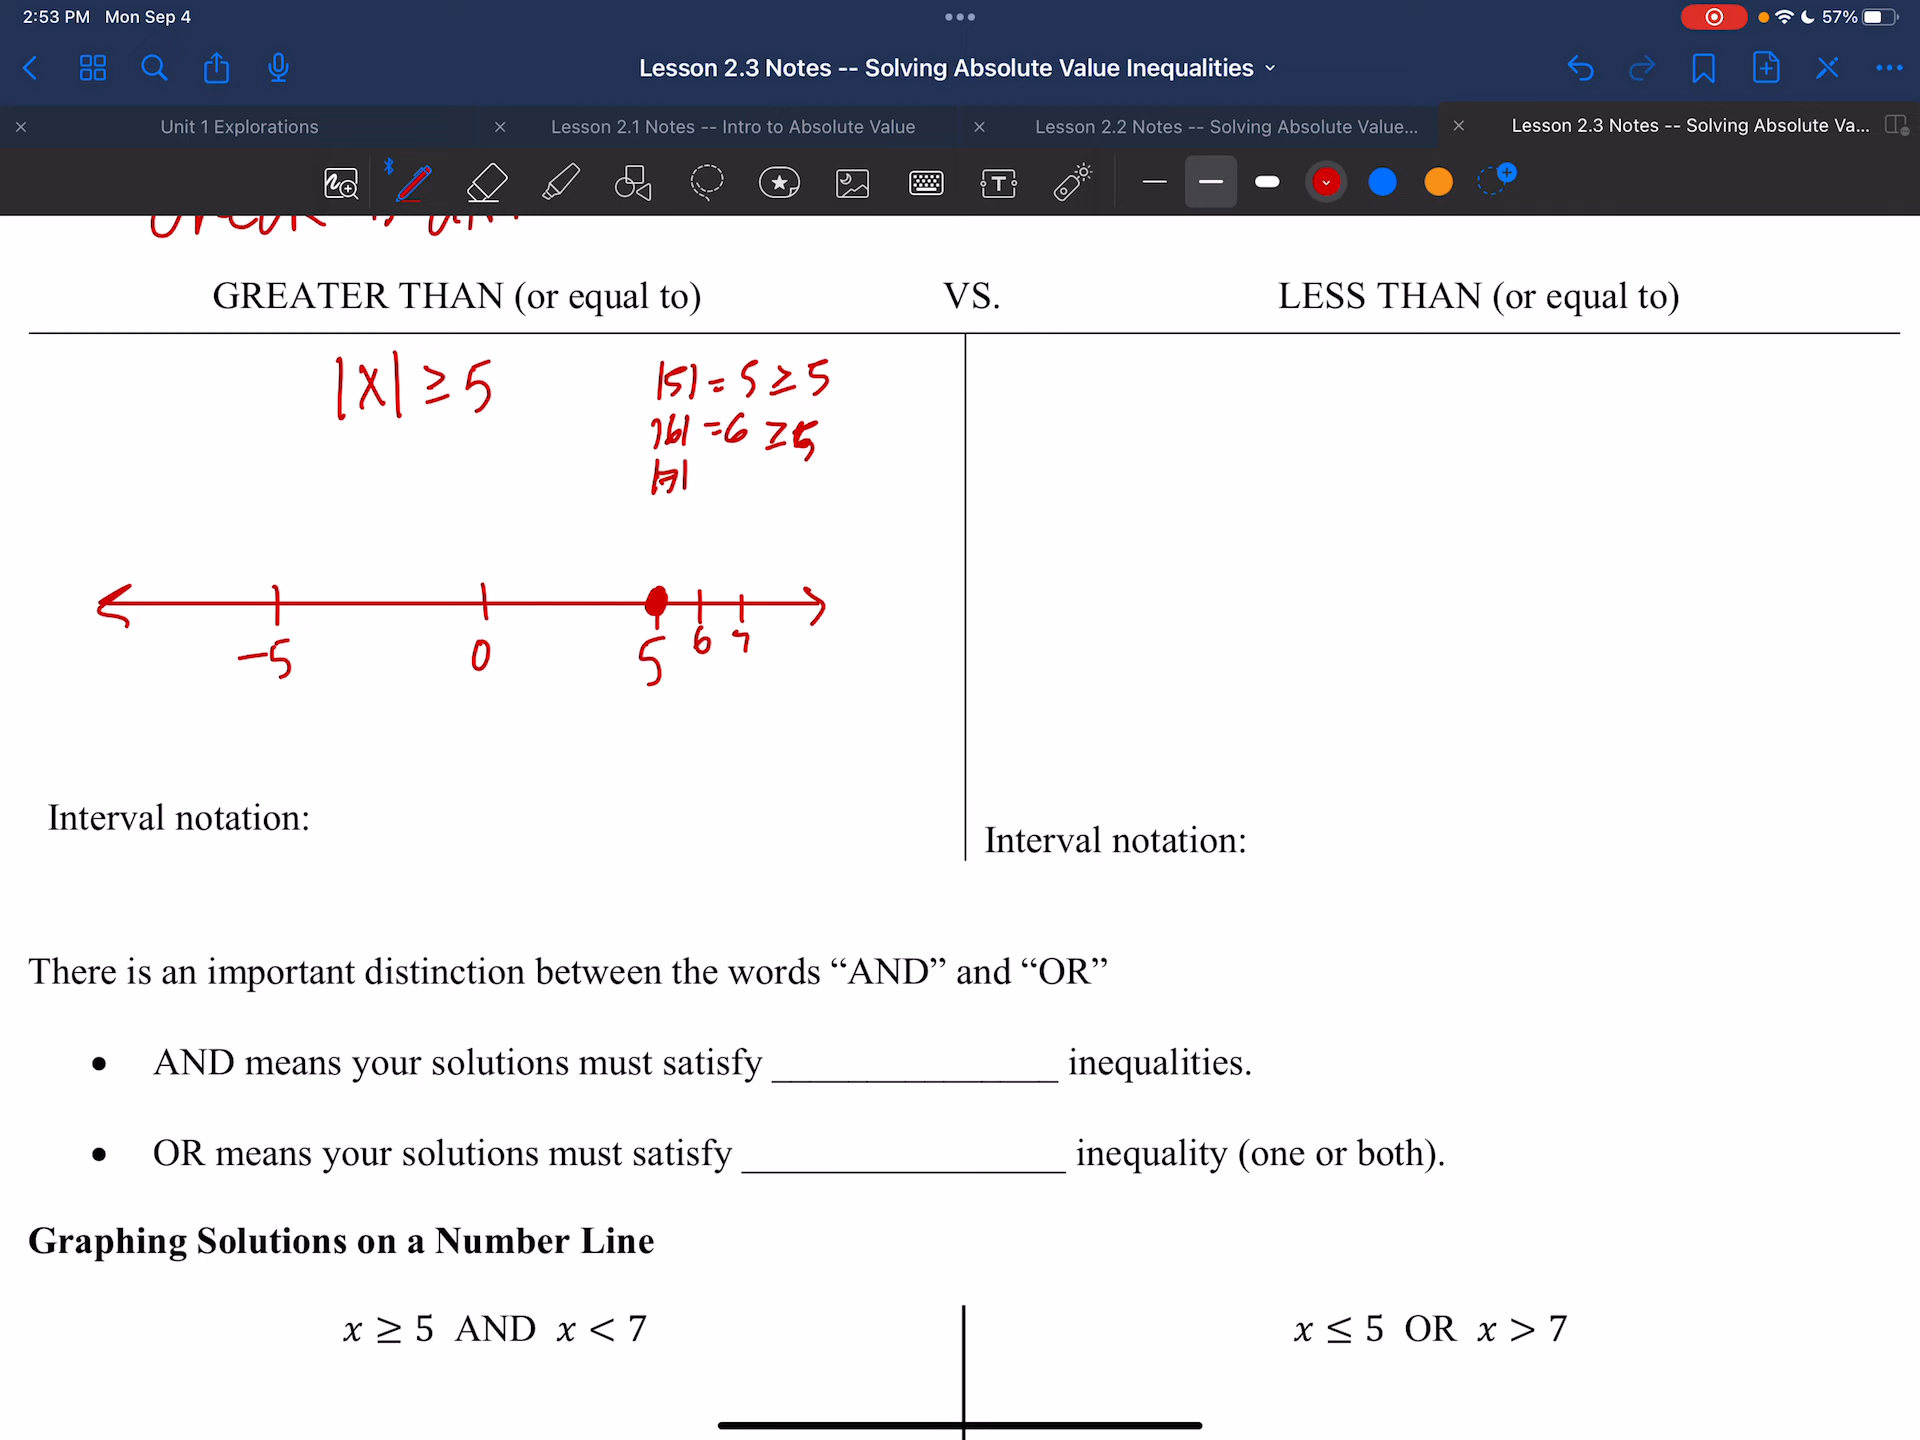 2:53 PM Mon Sep 4
57%
Lesson 2.3 Notes -- Solving Absolute Value Inequalities
Unit 1 Explorations
Lesson 2.1 Notes -- Intro to Absolute Value
Lesson 2.2 Notes -- Solving Absolute Value...
Lesson 2.3 Notes -- Solving Absolute Va...
GREATER THAN (or equal to) VS. LESS THAN (or equal to)
|x| ≥ 5
|5| = 5 ≥ 5
|6| = 6 ≥ 5
|7|
-5 0 5 6 7
Interval notation:
Interval notation:
There is an important distinction between the words “AND” and “OR”
• AND means your solutions must satisfy _______________ inequalities.
• OR means your solutions must satisfy _________________ inequality (one or both).
Graphing Solutions on a Number Line
x ≥ 5 AND x < 7
x ≤ 5 OR x > 7